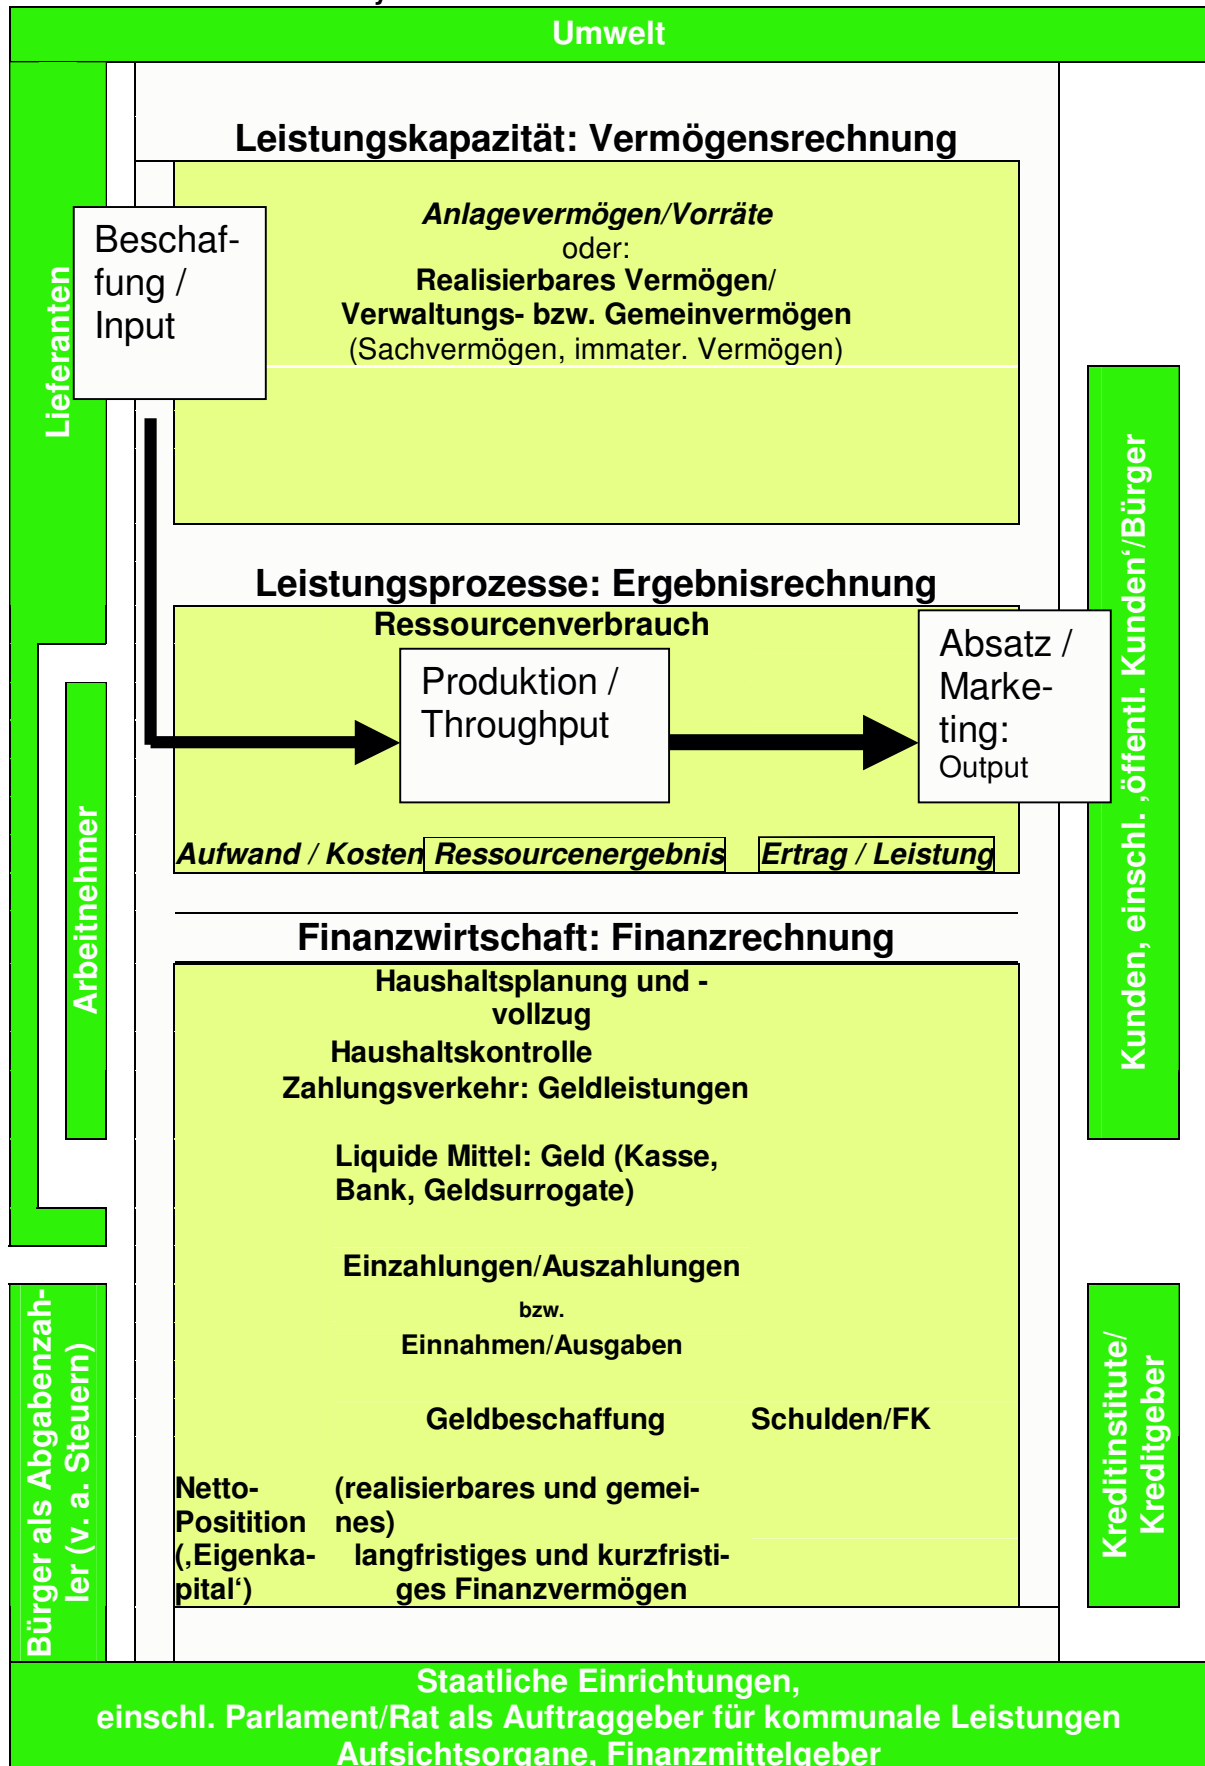 Umwelt
Leistungskapazität: Vermögensrechnung
Anlagevermögen/Vorräte
oder:
Realisierbares Vermögen/
Verwaltungs- bzw. Gemeinvermögen
(Sachvermögen, immater. Vermögen)
Beschaf-
fung /
Input
Lieferanten
Leistungsprozesse: Ergebnisrechnung
Ressourcenverbrauch
Produktion /
Throughput
Absatz /
Marke-
ting:
Output
Aufwand / Kosten Ressourcenergebnis Ertrag / Leistung
Arbeitnehmer
Kunden, einschl. ‚öffentl. Kunden‘/Bürger
Finanzwirtschaft: Finanzrechnung
Haushaltsplanung und -
vollzug
Haushaltskontrolle
Zahlungsverkehr: Geldleistungen
Liquide Mittel: Geld (Kasse,
Bank, Geldsurrogate)
Einzahlungen/Auszahlungen
bzw.
Einnahmen/Ausgaben
Geldbeschaffung Schulden/FK
Netto-
Positition
(‚Eigenka-
pital‘)
(realisierbares und gemei-
nes)
langfristiges und kurzfristi-
ges Finanzvermögen
Bürger als Abgabenzah-
ler (v. a. Steuern)
Kreditinstitute/
Kreditgeber
Staatliche Einrichtungen,
einschl. Parlament/Rat als Auftraggeber für kommunale Leistungen
Aufsichtsorgane, Finanzmittelgeber